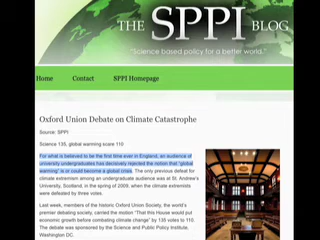 THE SPPI BLOG
"Science based policy for a better world."
Home Contact SPPI Homepage
Oxford Union Debate on Climate Catastrophe
Source: SPPI
Science 135, global warming scare 110
For what is believed to be the first time ever in England, an audience of
university undergraduates has decisively rejected the notion that "global
warming" is or could become a global crisis. The only previous defeat for
climate extremism among an undergraduate audience was at St. Andrew's
University, Scotland, in the spring of 2009, when the climate extremists
were defeated by three votes.
Last week, members of the historic Oxford Union Society, the world's
premier debating society, carried the motion "That this House would put
economic growth before combating climate change" by 135 votes to 110.
The debate was sponsored by the Science and Public Policy Institute,
Washington DC.